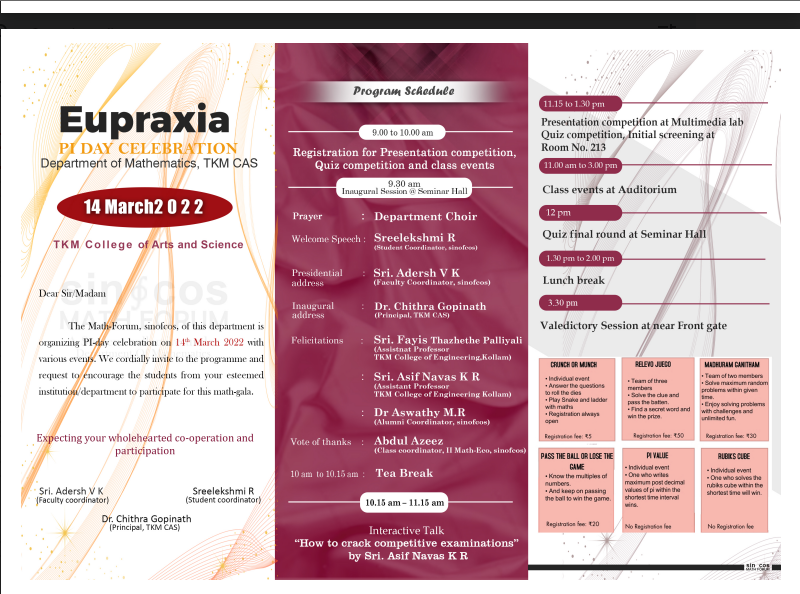 Eupraxia
PI DAY CELEBRATION
Department of Mathematics, TKM CAS
14 March2 0 2 2
TKM College of Arts and Science
sin cos
MATH FORUM
Dear Sir/Madam
The Math-Forum, sinofcos, of this department is
organizing PI-day celebration on 14th March 2022 with
various events. We cordially invite to the programme and
request to encourage the students from your esteemed
institution/department to participate for this math-gala.
Expecting your wholehearted co-operation and
participation
Sri. Adersh V K
(Faculty coordinator)
Sreelekshmi R
(Student coordinator)
Dr. Chithra Gopinath
(Principal, TKM CAS)
Program Schedule
9.00 to 10.00 am
Registration for Presentation competition,
Quiz competition and class events
9.30 am
Inaugural Session @ Seminar Hall
Prayer : Department Choir
Welcome Speech : Sreelekshmi R
(Student Coordinator, sinofcos)
Presidential : Sri. Adersh V K
address (Faculty Coordinator, sinofcos)
Inaugural : Dr. Chithra Gopinath
address (Principal, TKM CAS)
Felicitations : Sri. Fayis Thazhethe Palliyali
(Assistnat Professor
TKM College of Engineering,Kollam)
: Sri. Asif Navas K R
(Assistant Professor
TKM College of Engineering Kollam)
: Dr Aswathy M.R
(Alumni Coordinator, sinofcos)
Vote of thanks : Abdul Azeez
(Class coordinator, II Math-Eco, sinofcos)
10 am to 10.15 am : Tea Break
10.15 am – 11.15 am
Interactive Talk
“How to crack competitive examinations”
by Sri. Asif Navas K R
11.15 to 1.30 pm
Presentation competition at Multimedia lab
Quiz competition, Initial screening at
Room No. 213
11.00 am to 3.00 pm
Class events at Auditorium
12 pm
Quiz final round at Seminar Hall
1.30 pm to 2.00 pm
Lunch break
3.30 pm
Valedictory Session at near Front gate
CRUNCH OR MUNCH
• Individual event
• Answer the questions
to roll the dies
• Play Snake and ladder
with maths
• Registration always
open
Registration fee: ₹5
RELEVO JUEGO
• Team of three
members
• Solve the clue and
pass the batten.
• Find a secret word and
win the prize.
Registration fee: ₹50
MADHURAM GANITHAM
• Team of two members
• Solve maximum random
problems within given
time.
• Enjoy solving problems
with challenges and
unlimited fun.
Registration fee: ₹30
PASS THE BALL OR LOSE THE
GAME
• Know the multiples of
numbers.
• And keep on passing
the ball to win the game.
Registration fee: ₹20
PI VALUE
• Individual event
• One who writes
maximum post decimal
values of pi within the
shortest time interval
wins.
No Registration fee
RUBIKS CUBE
• Individual event
• One who solves the
rubiks cube within the
shortest time will win.
No Registration fee
sin cos
MATH FORUM